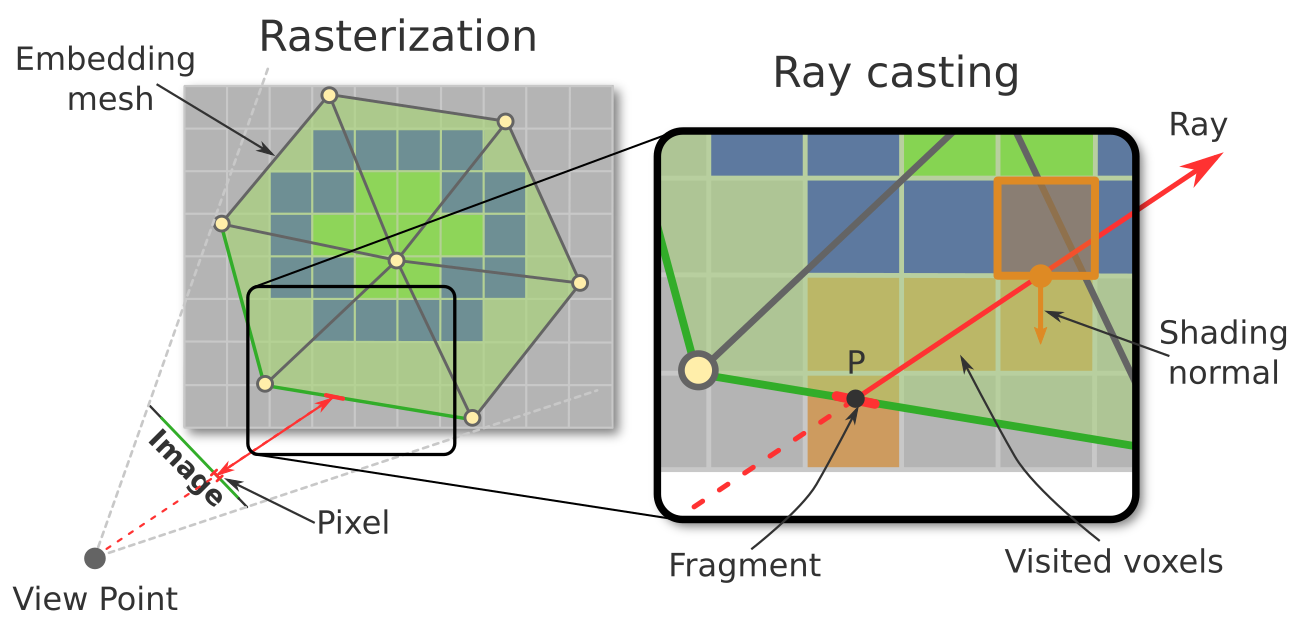 Rasterization
Embedding
mesh
Ray casting
Ray
Shading
normal
P
Image
Pixel
Fragment
Visited voxels
View Point